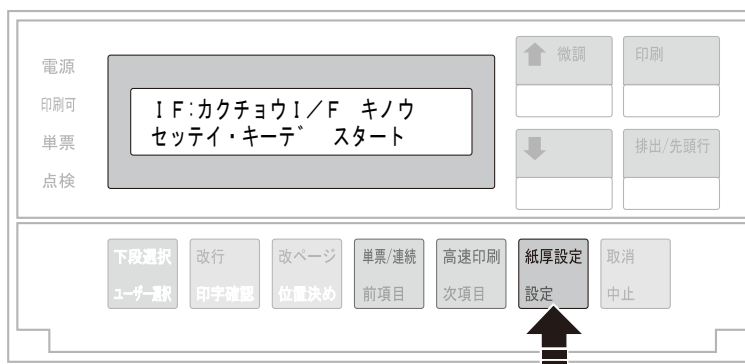 電源
印刷可
単票
点検
IF:カクチョウI/F キノウ
セッテイ・キーデ スタート
微調
印刷
排出/先頭行
下段選択
ユーザー選択
改行
印字確認
改ページ
位置決め
単票/連続
前項目
高速印刷
次項目
紙厚設定
設定
取消
中止